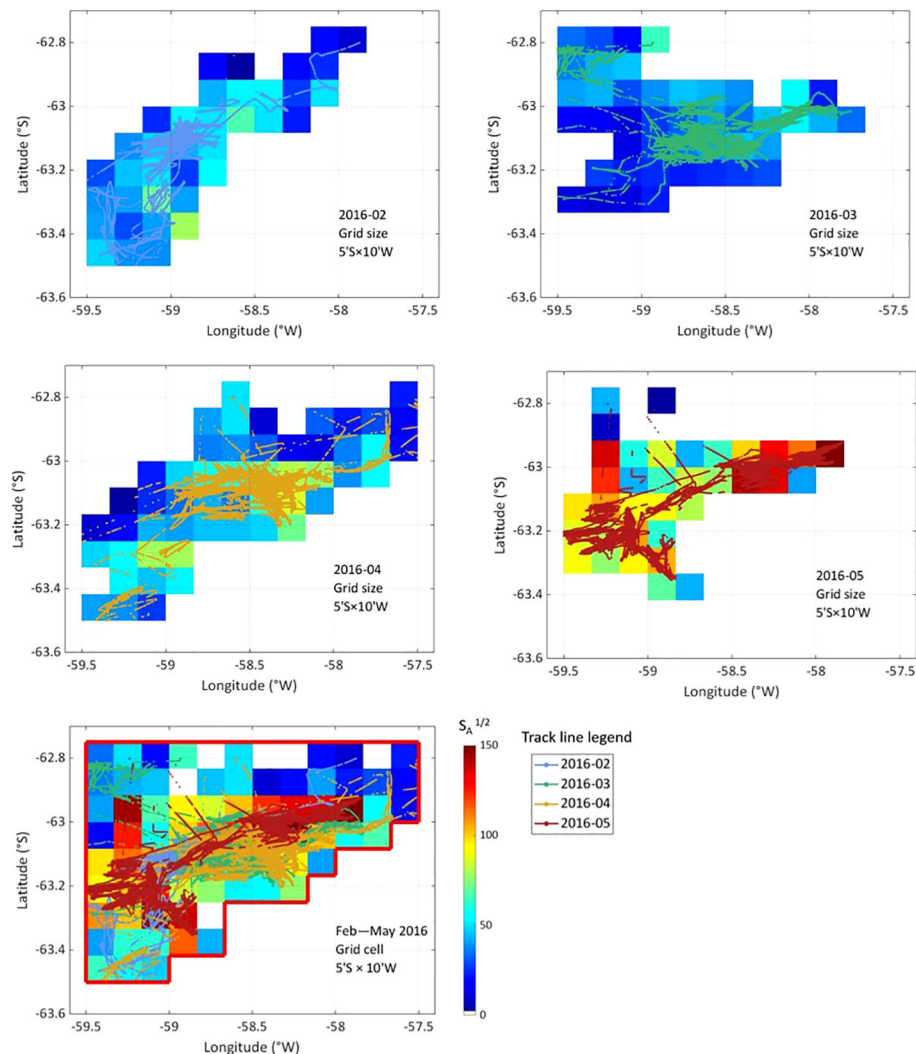 -62.8
-63
-63.2
-63.4
-63.6
Latitude (°S)
2016-02
Grid size
5'S×10'W
-59.5 -59 -58.5 -58 -57.5
Longitude (°W)
-62.8
-63
-63.2
-63.4
-63.6
Latitude (°S)
2016-03
Grid size
5'S×10'W
-59.5 -59 -58.5 -58 -57.5
Longitude (°W)
-62.8
-63
-63.2
-63.4
-63.6
Latitude (°S)
2016-04
Grid size
5'S×10'W
-59.5 -59 -58.5 -58 -57.5
Longitude (°W)
-62.8
-63
-63.2
-63.4
-63.6
Latitude (°S)
2016-05
Grid size
5'S×10'W
-59.5 -59 -58.5 -58 -57.5
Longitude (°W)
-62.8
-63
-63.2
-63.4
-63.6
Latitude (°S)
Feb—May 2016
Grid cell
5'S × 10'W
-59.5 -59 -58.5 -58 -57.5
Longitude (°W)
S_A^1/2
150
100
50
0
Track line legend
2016-02
2016-03
2016-04
2016-05